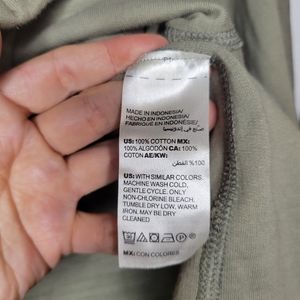 MADE IN INDONESIA/
HECHO EN INDONESIA/
FABRIQUÉ EN INDONÉSIE/
صنع في إندونيسيا
US: 100% COTTON MX:
100% ALGODÓN CA: 100%
COTON AE/KW:
100% القطن
US: WITH SIMILAR COLORS.
MACHINE WASH COLD,
GENTLE CYCLE. ONLY
NON-CHLORINE BLEACH.
TUMBLE DRY LOW, WARM
IRON. MAY BE DRY
CLEANED
MX: CON COLORES